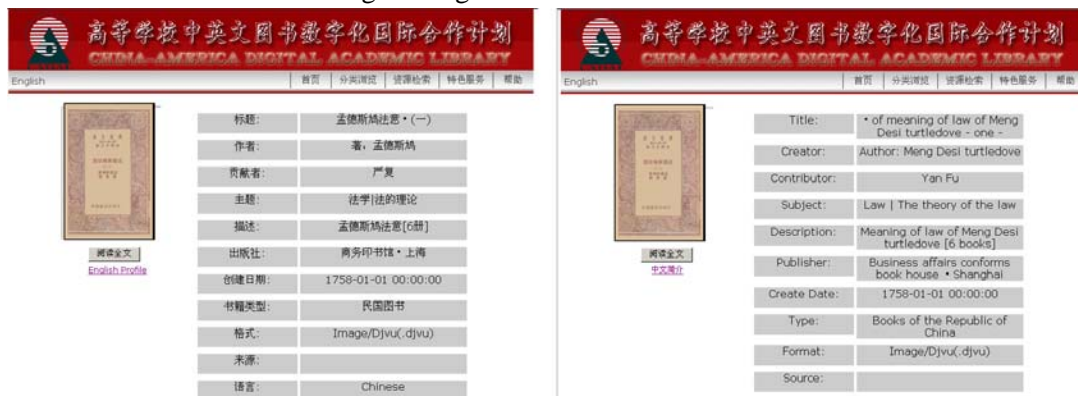 高等学校中英文图书数字化国际合作计划
CHINA-AMERICA DIGITAL ACADEMIC LIBRARY
English
首页 | 分类浏览 | 资源检索 | 特色服务 | 帮助
标题: 孟德斯鸠法意•(一)
作者: 著，孟德斯鸠
贡献者: 严复
主题: 法学|法的理论
描述: 孟德斯鸠法意[6册]
出版社: 商务印书馆•上海
创建日期: 1758-01-01 00:00:00
书籍类型: 民国图书
格式: Image/Djvu(.djvu)
来源:
语言: Chinese
阅读全文
English Profile
高等学校中英文图书数字化国际合作计划
CHINA-AMERICA DIGITAL ACADEMIC LIBRARY
English
首页 | 分类浏览 | 资源检索 | 特色服务 | 帮助
Title: • of meaning of law of Meng
Desi turtledove - one -
Creator: Author: Meng Desi turtledove
Contributor: Yan Fu
Subject: Law | The theory of the law
Description: Meaning of law of Meng Desi
turtledove [6 books]
Publisher: Business affairs conforms
book house • Shanghai
Create Date: 1758-01-01 00:00:00
Type: Books of the Republic of
China
Format: Image/Djvu(.djvu)
Source:
阅读全文
中文简介